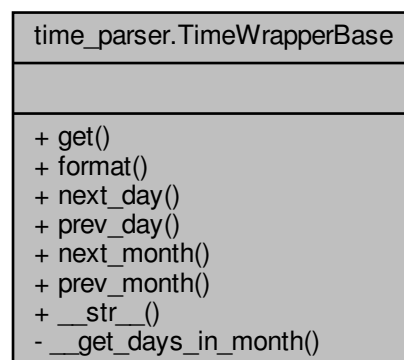 time_parser.TimeWrapperBase
+ get()
+ format()
+ next_day()
+ prev_day()
+ next_month()
+ prev_month()
+ __str__()
- __get_days_in_month()